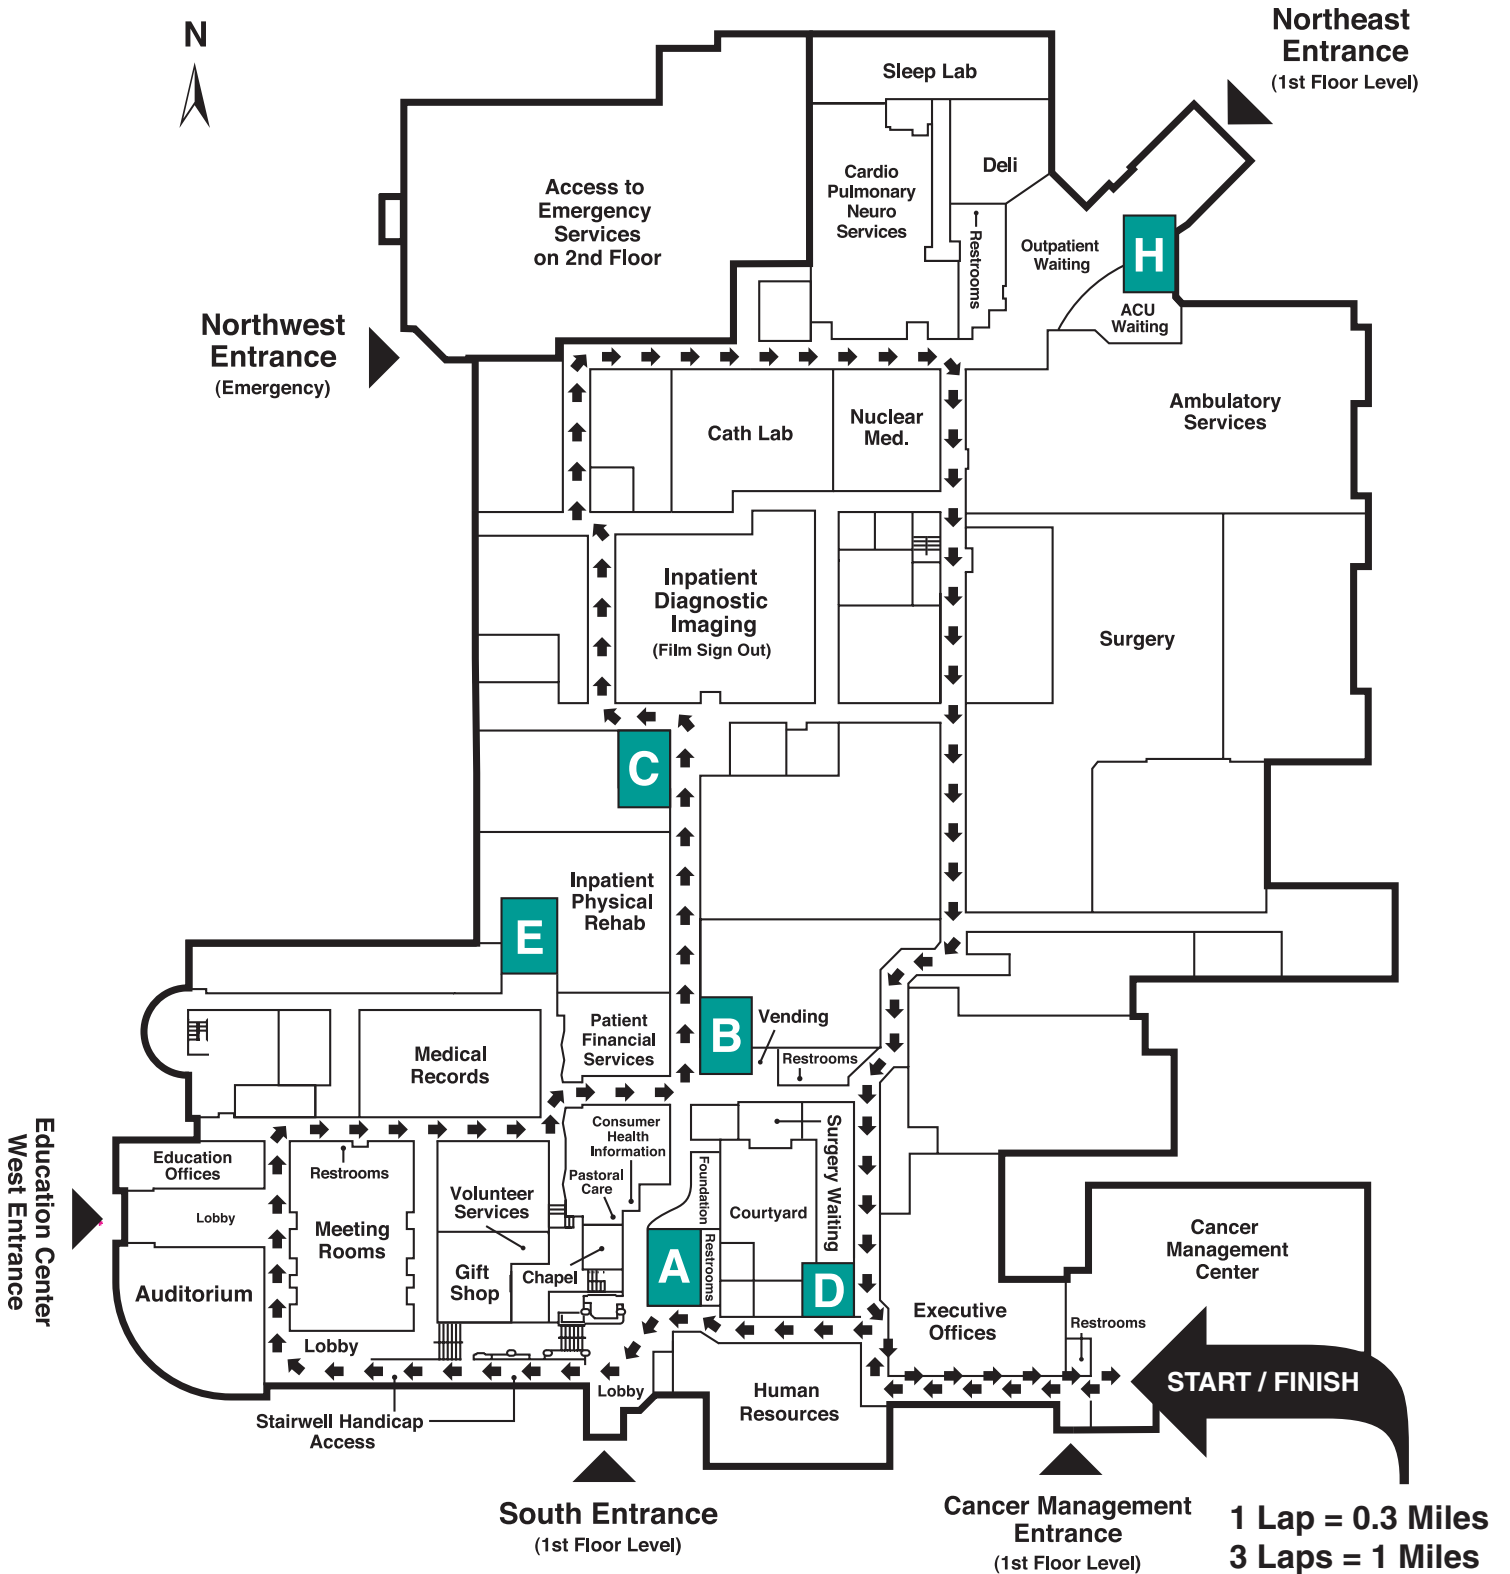 N
Northeast
Entrance
(1st Floor Level)
Sleep Lab
Deli
Cardio
Pulmonary
Neuro
Services
Restrooms
Access to
Emergency
Services
on 2nd Floor
Outpatient
Waiting
H
ACU
Waiting
Northwest
Entrance
(Emergency)
Cath Lab
Nuclear
Med.
Ambulatory
Services
Inpatient
Diagnostic
Imaging
(Film Sign Out)
Surgery
C
Inpatient
Physical
Rehab
E
B
Vending
Restrooms
Patient
Financial
Services
Medical
Records
Education Center
West Entrance
Education
Offices
Lobby
Auditorium
Restrooms
Meeting
Rooms
Lobby
Volunteer
Services
Gift
Shop
Chapel
Consumer
Health
Information
Pastoral
Care
Foundation
Restrooms
A
Courtyard
Surgery Waiting
D
Executive
Offices
Cancer
Management
Center
Restrooms
START / FINISH
Lobby
Human
Resources
Stairwell Handicap
Access
South Entrance
(1st Floor Level)
Cancer Management
Entrance
(1st Floor Level)
1 Lap = 0.3 Miles
3 Laps = 1 Miles